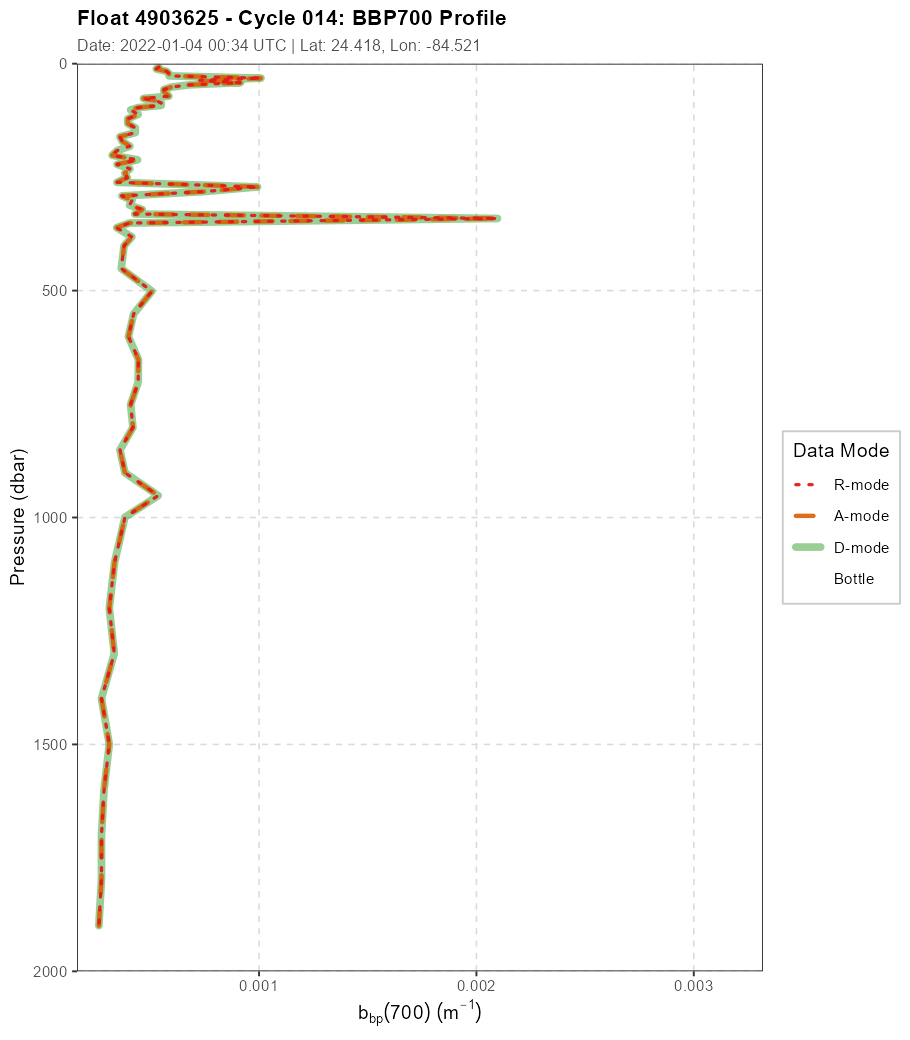 Float 4903625 - Cycle 014: BBP700 Profile
Date: 2022-01-04 00:34 UTC | Lat: 24.418, Lon: -84.521
0
500
1000
1500
2000
Pressure (dbar)
0.001
0.002
0.003
b_bp(700) (m⁻¹)
Data Mode
R-mode
A-mode
D-mode
Bottle